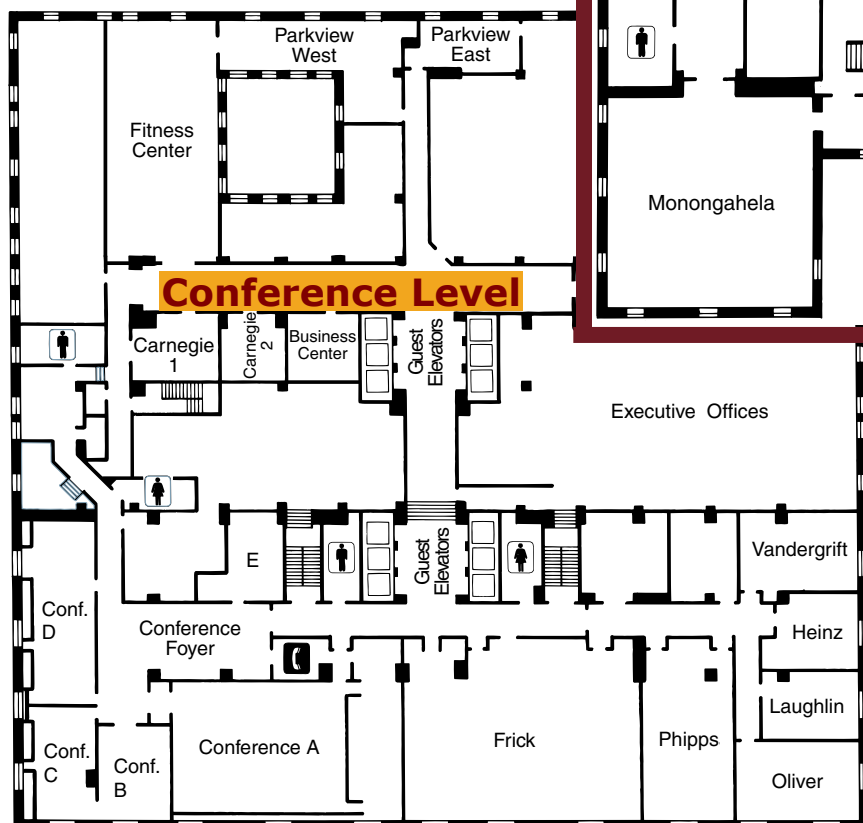 Parkview
West
Parkview
East
Fitness
Center
Monongahela
Conference Level
Carnegie
1
Carnegie
2
Business
Center
Guest
Elevators
Executive Offices
E
Guest
Elevators
Vandergrift
Conf.
D
Conference
Foyer
Heinz
Laughlin
Conf.
C
Conf.
B
Conference A
Frick
Phipps
Oliver